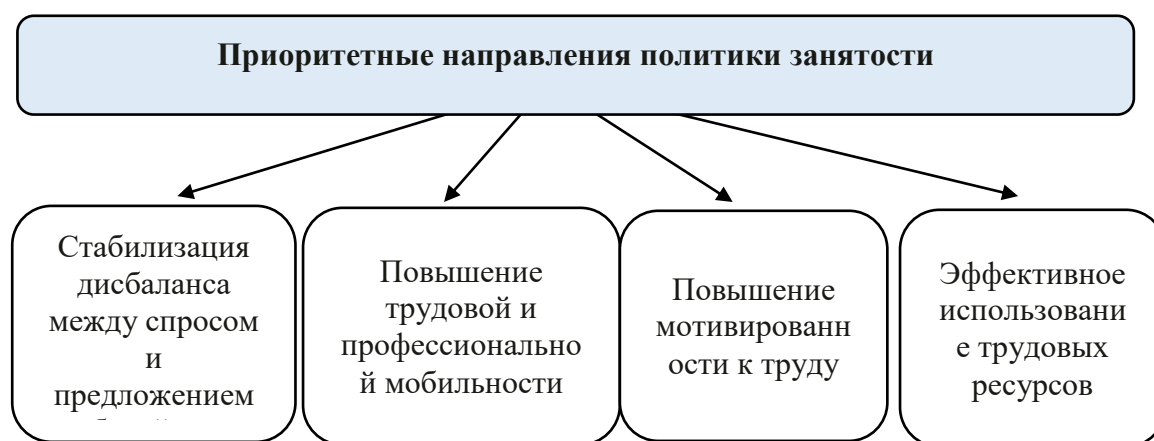 Приоритетные направления политики занятости
Стабилизация
дисбаланса
между спросом
и
предложением
Повышение
трудовой и
профессионально
й мобильности
Повышение
мотивированн
ости к труду
Эффективное
использовани
е трудовых
ресурсов